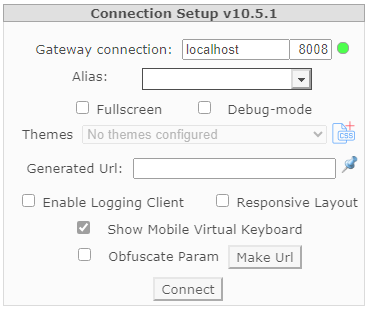 Connection Setup v10.5.1
Gateway connection: localhost 8008
Alias:
Fullscreen Debug-mode
Themes No themes configured CSS
Generated Url:
Enable Logging Client Responsive Layout
Show Mobile Virtual Keyboard
Obfuscate Param Make Url
Connect